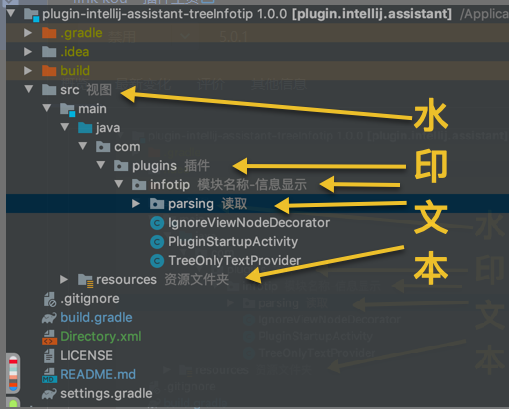 plugin-intellij-assistant-treeInfotip 1.0.0 [plugin.intellij.assistant] /Applica
.gradle
.idea
build
src 视图
main
java
com
plugins 插件
infotip 模块名称-信息显示
parsing 读取
IgnoreViewNodeDecorator
PluginStartupActivity
TreeOnlyTextProvider
resources 资源文件夹
.gitignore
build.gradle
Directory.xml
LICENSE
README.md
settings.gradle
水
印
文
本